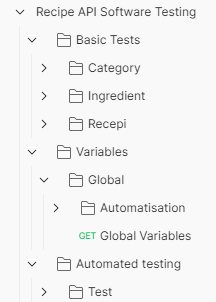 Recipe API Software Testing
Basic Tests
Category
Ingredient
Recepi
Variables
Global
Automatisation
GET Global Variables
Automated testing
Test